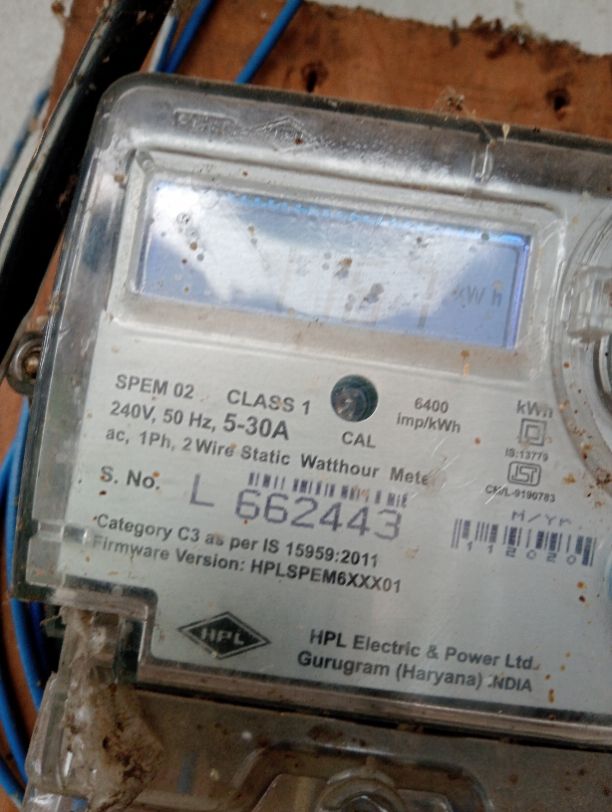 kWh
SPEM 02 CLASS 1
6400
imp/kWh
kWh
240V, 50 Hz, 5-30A
CAL
IS:13779
ac, 1Ph, 2 Wire Static Watthour Mete
CM/L-9190783
S. No. L 662443
M/Yr.
112020
Category C3 as per IS 15959:2011
Firmware Version: HPLSPEM6XXX01
HPL
HPL Electric & Power Ltd.
Gurugram (Haryana) INDIA